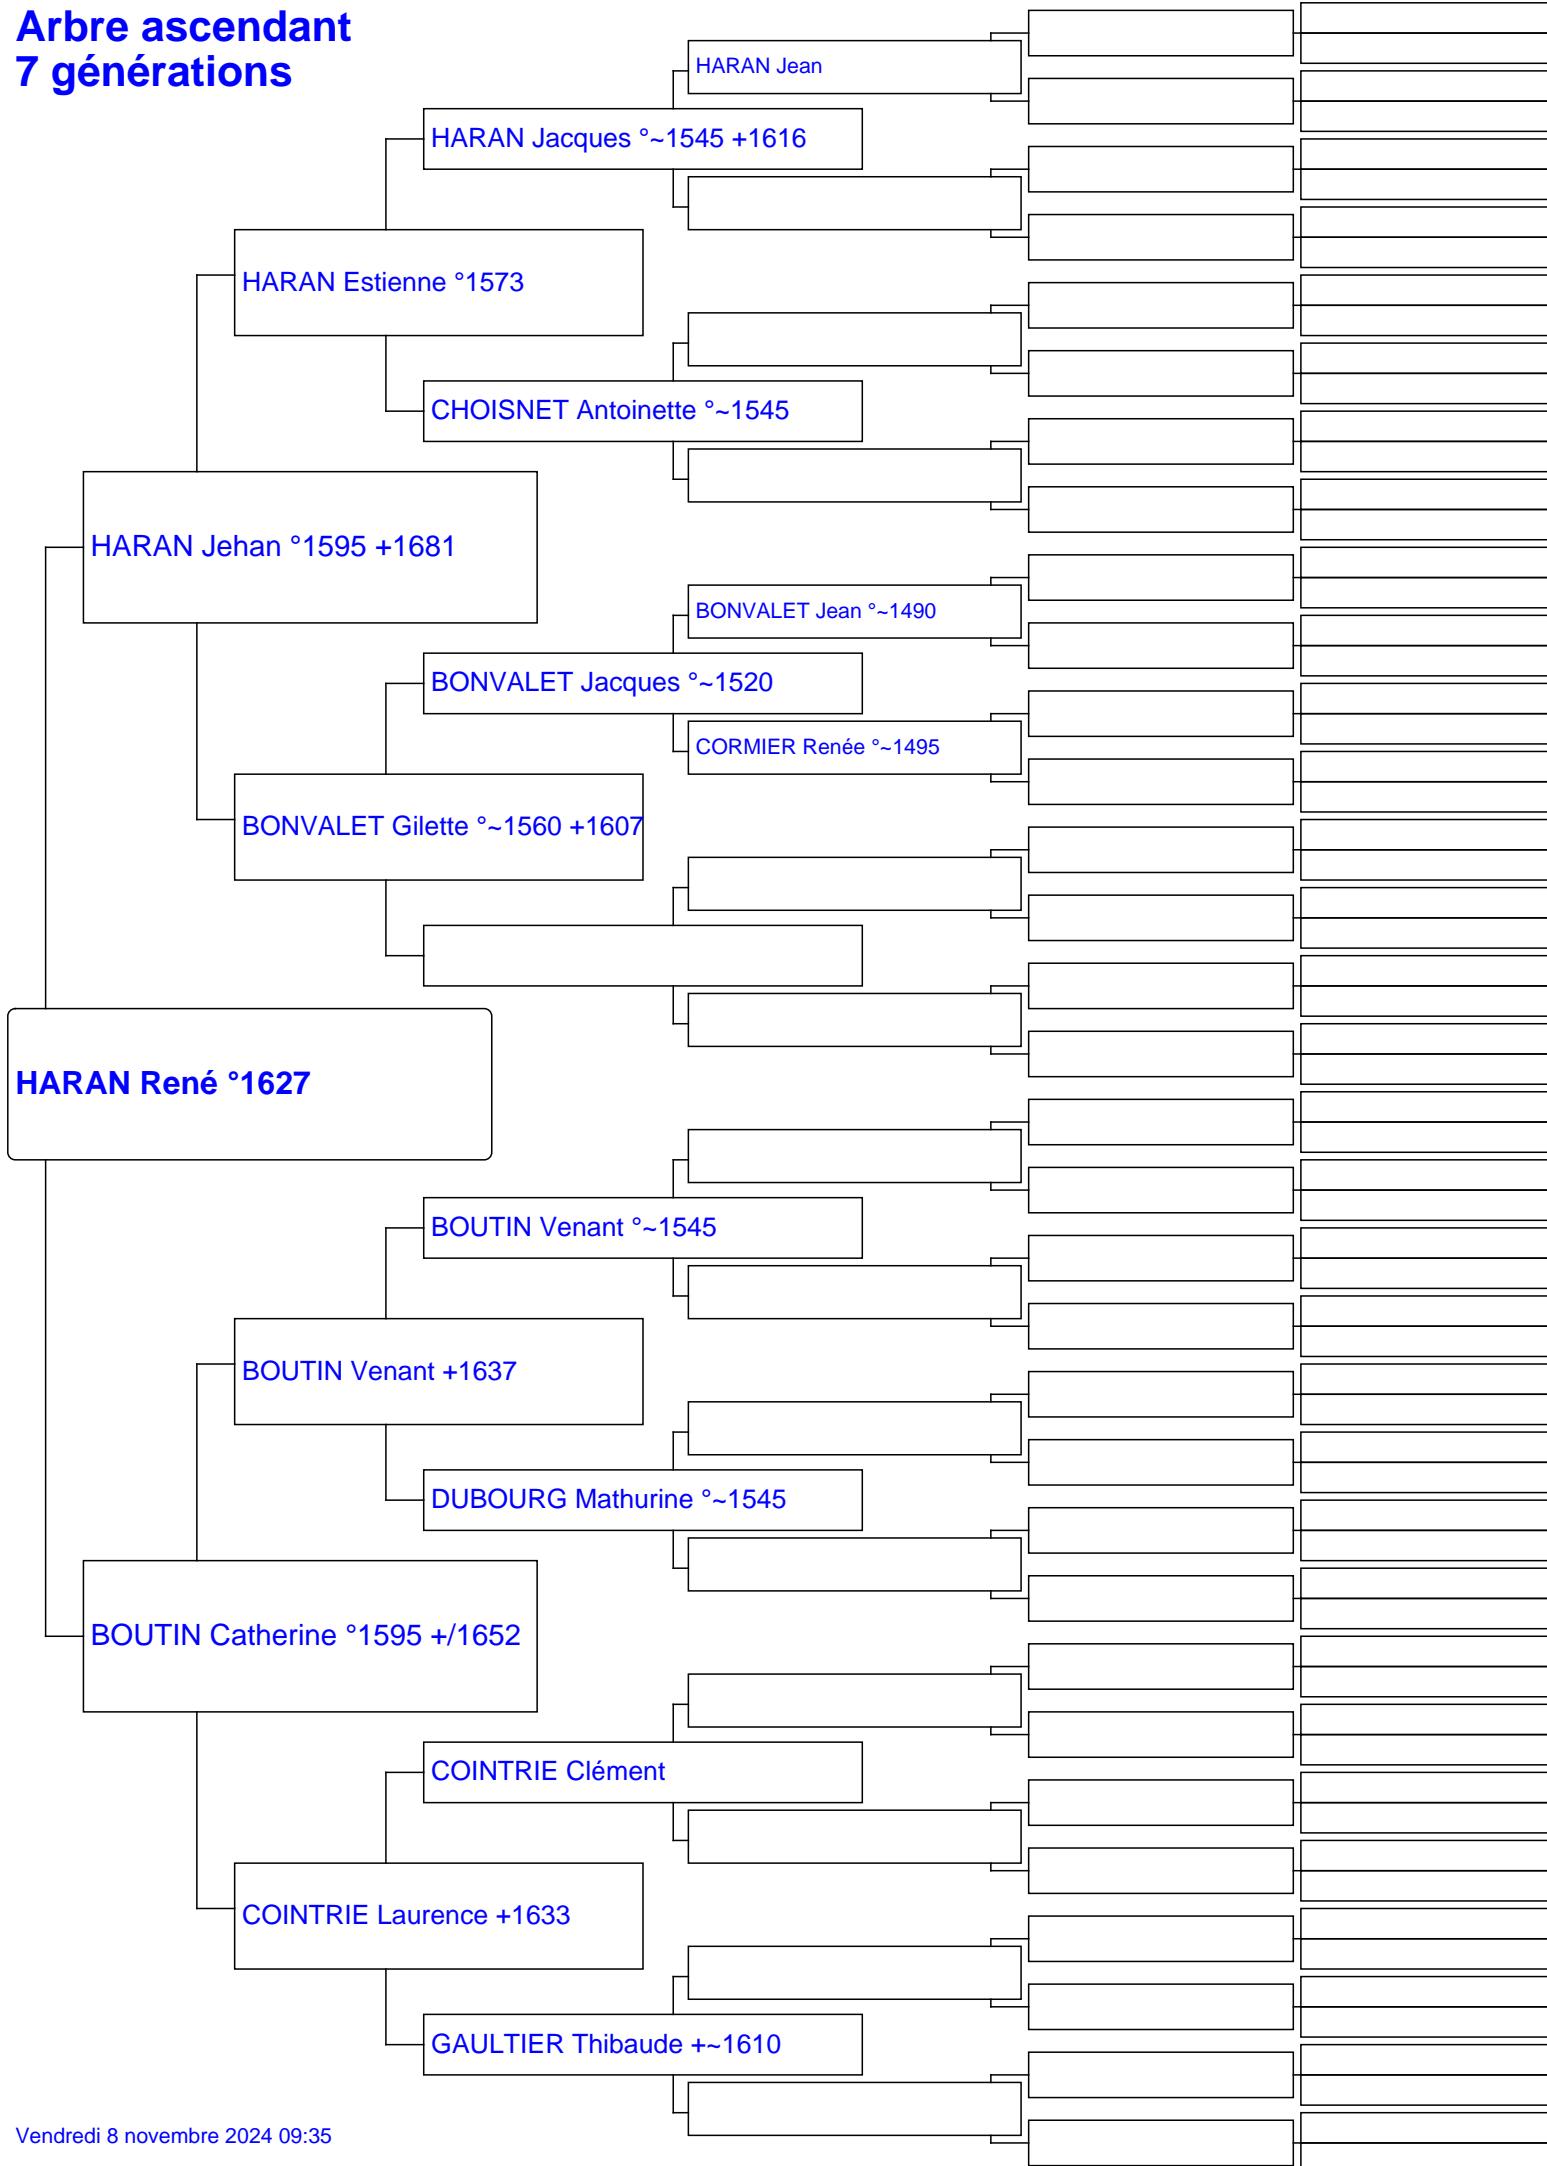 Arbre ascendant
7 générations
HARAN Jean
HARAN Jacques °~1545 +1616
HARAN Estienne °1573
CHOISNET Antoinette °~1545
HARAN Jehan °1595 +1681
BONVALET Jean °~1490
BONVALET Jacques °~1520
CORMIER Renée °~1495
BONVALET Gilette °~1560 +1607
HARAN René °1627
BOUTIN Venant °~1545
BOUTIN Venant +1637
DUBOURG Mathurine °~1545
BOUTIN Catherine °1595 +/1652
COINTRIE Clément
COINTRIE Laurence +1633
GAULTIER Thibaude +~1610
Vendredi 8 novembre 2024 09:35